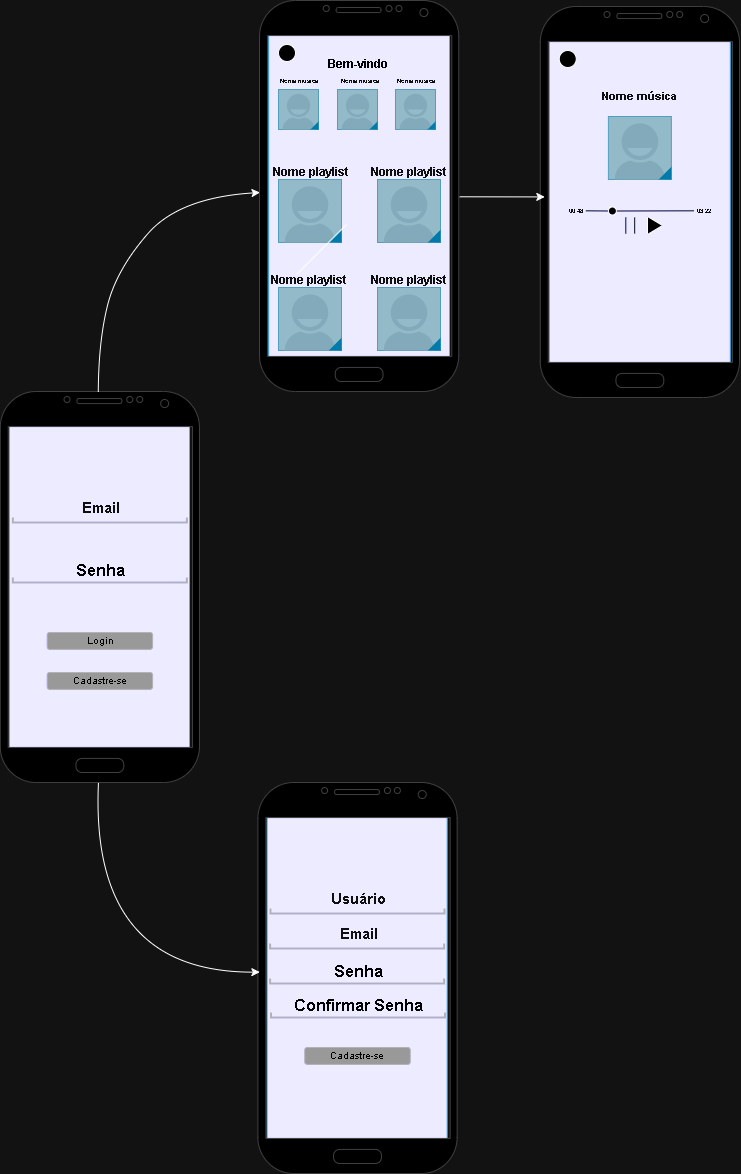 Bem-vindo
Nome música Nome música Nome música
Nome playlist Nome playlist
Nome playlist Nome playlist
Nome música
00:48 03:22
Email
Senha
Login
Cadastre-se
Usuário
Email
Senha
Confirmar Senha
Cadastre-se